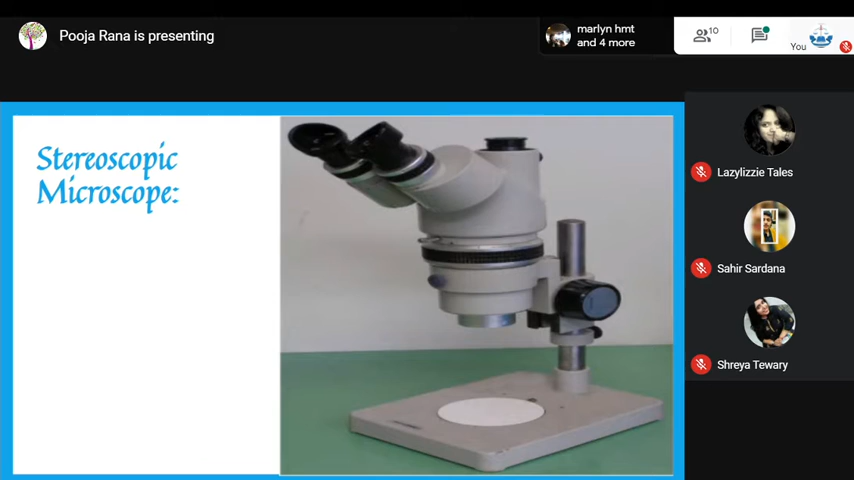 Pooja Rana is presenting
marlyn hmt
and 4 more
10
You
Stereoscopic
Microscope:
Lazylizzie Tales
Sahir Sardana
Shreya Tewary